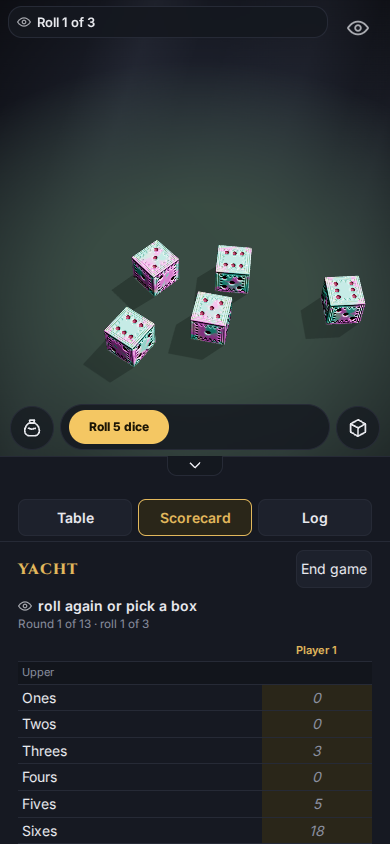 Roll 1 of 3
Roll 5 dice
Table
Scorecard
Log
YACHT
End game
roll again or pick a box
Round 1 of 13 · roll 1 of 3
Player 1
Upper
Ones 0
Twos 0
Threes 3
Fours 0
Fives 5
Sixes 18